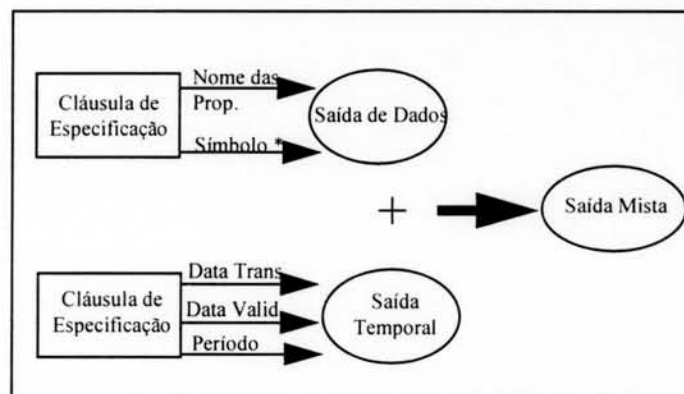 Cláusula de
Especificação
Nome das
Prop.
Símbolo *
Saída de Dados
+
Saída Mista
Cláusula de
Especificação
Data Trans
Data Valid
Período
Saída
Temporal